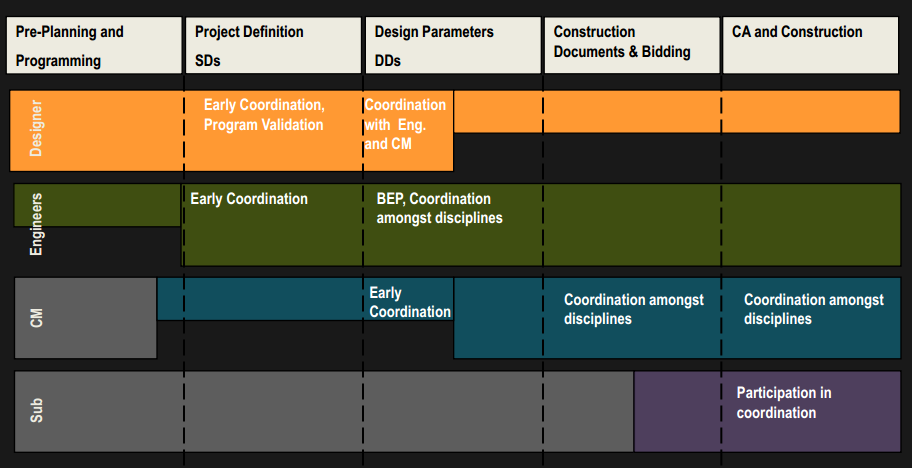 Pre-Planning and
Programming
Project Definition
SDs
Design Parameters
DDs
Construction
Documents & Bidding
CA and Construction
Designer
Early Coordination,
Program Validation
Coordination
with Eng.
and CM
Engineers
Early Coordination
BEP, Coordination
amongst disciplines
CM
Early
Coordination
Coordination amongst
disciplines
Coordination amongst
disciplines
Sub
Participation in
coordination